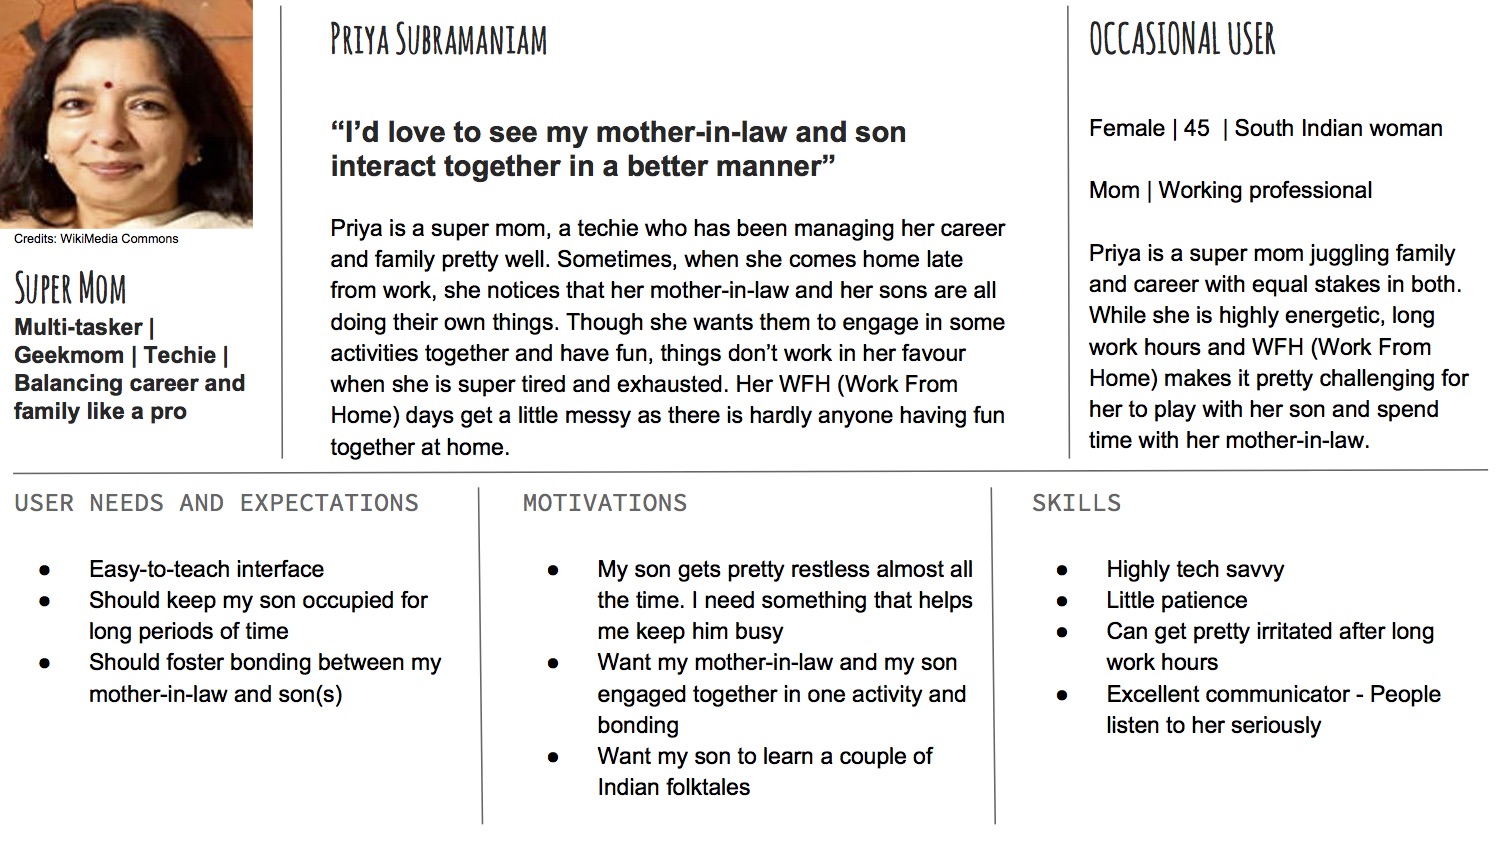 Credits: WikiMedia Commons
SUPER MOM
Multi-tasker |
Geekmom | Techie |
Balancing career and
family like a pro
PRIYA SUBRAMANIAM
“I’d love to see my mother-in-law and son
interact together in a better manner”
Priya is a super mom, a techie who has been managing her career
and family pretty well. Sometimes, when she comes home late
from work, she notices that her mother-in-law and her sons are all
doing their own things. Though she wants them to engage in some
activities together and have fun, things don’t work in her favour
when she is super tired and exhausted. Her WFH (Work From
Home) days get a little messy as there is hardly anyone having fun
together at home.
OCCASIONAL USER
Female | 45 | South Indian woman
Mom | Working professional
Priya is a super mom juggling family
and career with equal stakes in both.
While she is highly energetic, long
work hours and WFH (Work From
Home) makes it pretty challenging for
her to play with her son and spend
time with her mother-in-law.
USER NEEDS AND EXPECTATIONS
● Easy-to-teach interface
● Should keep my son occupied for
long periods of time
● Should foster bonding between my
mother-in-law and son(s)
MOTIVATIONS
● My son gets pretty restless almost all
the time. I need something that helps
me keep him busy
● Want my mother-in-law and my son
engaged together in one activity and
bonding
● Want my son to learn a couple of
Indian folktales
SKILLS
● Highly tech savvy
● Little patience
● Can get pretty irritated after long
work hours
● Excellent communicator - People
listen to her seriously